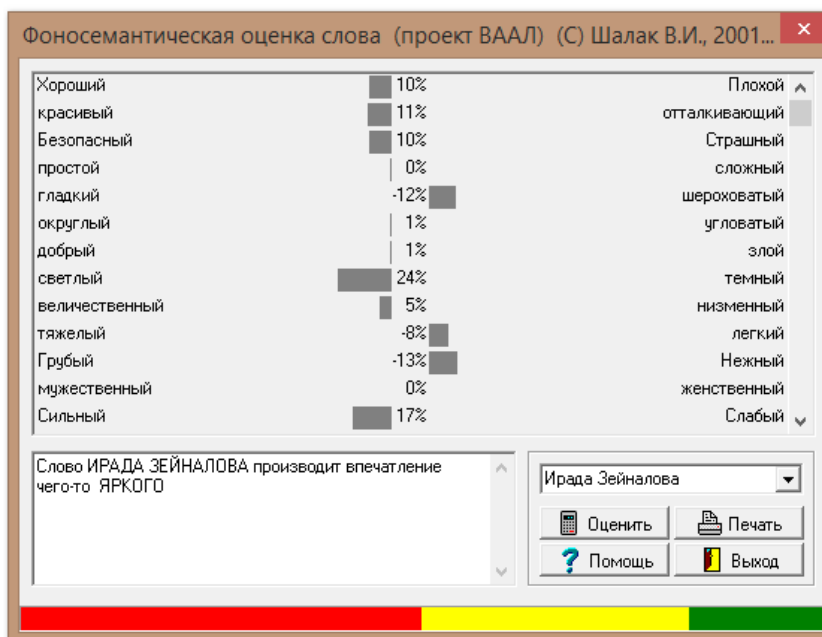 Фоносемантическая оценка слова (проект ВААЛ) (C) Шалак В.И., 2001...
Хороший 10% Плохой
красивый 11% отталкивающий
Безопасный 10% Страшный
простой 0% сложный
гладкий -12% шероховатый
округлый 1% угловатый
добрый 1% злой
светлый 24% темный
величественный 5% низменный
тяжелый -8% легкий
Грубый -13% Нежный
мужественный 0% женственный
Сильный 17% Слабый
Слово ИРАДА ЗЕЙНАЛОВА производит впечатление
чего-то ЯРКОГО
Ирада Зейналова
Оценить Печать
Помощь Выход